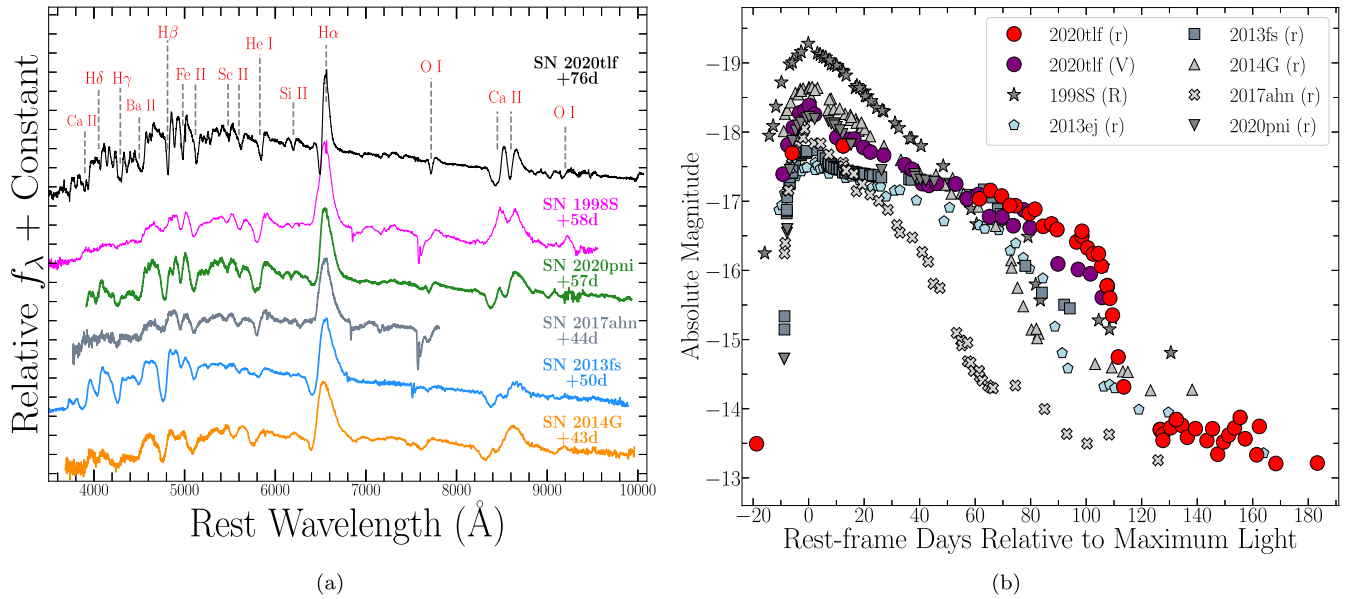 Relative fλ + Constant
Ca II
Hδ
Hγ
Ba II
Hβ
Fe II
Sc II
He I
Si II
Hα
O I
Ca II
O I
SN 2020tlf
+76d
SN 1998S
+58d
SN 2020pni
+57d
SN 2017ahn
+44d
SN 2013fs
+50d
SN 2014G
+43d
4000 5000 6000 7000 8000 9000 10000
Rest Wavelength (Å)
(a)
Absolute Magnitude
−19
−18
−17
−16
−15
−14
−13
2020tlf (r)
2020tlf (V)
1998S (R)
2013ej (r)
2013fs (r)
2014G (r)
2017ahn (r)
2020pni (r)
−20 0 20 40 60 80 100 120 140 160 180
Rest-frame Days Relative to Maximum Light
(b)